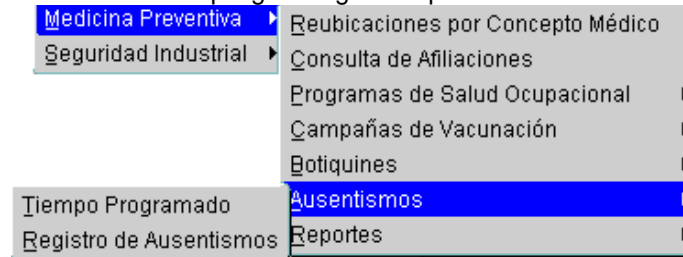 Medicina Preventiva
Seguridad Industrial
Reubicaciones por Concepto Médico
Consulta de Afiliaciones
Programas de Salud Ocupacional
Campañas de Vacunación
Botiquines
Ausentismos
Reportes
Tiempo Programado
Registro de Ausentismos